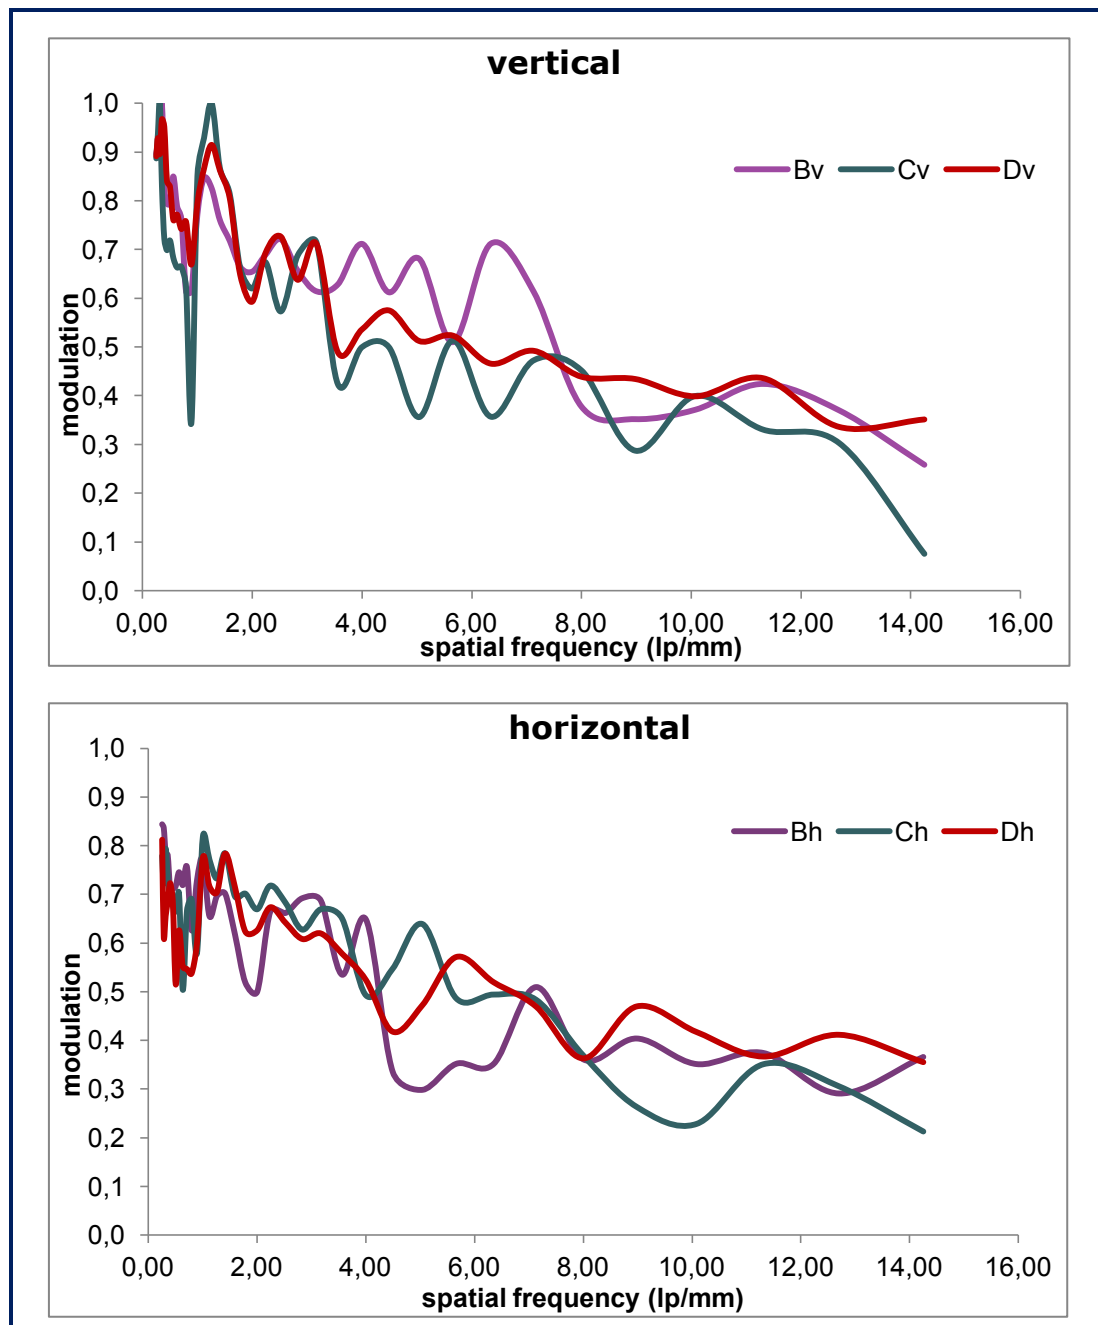 vertical
1,0
0,9
0,8
0,7
0,6
0,5
0,4
0,3
0,2
0,1
0,0
modulation
Bv Cv Dv
0,00 2,00 4,00 6,00 8,00 10,00 12,00 14,00 16,00
spatial frequency (lp/mm)
horizontal
1,0
0,9
0,8
0,7
0,6
0,5
0,4
0,3
0,2
0,1
0,0
modulation
Bh Ch Dh
0,00 2,00 4,00 6,00 8,00 10,00 12,00 14,00 16,00
spatial frequency (lp/mm)